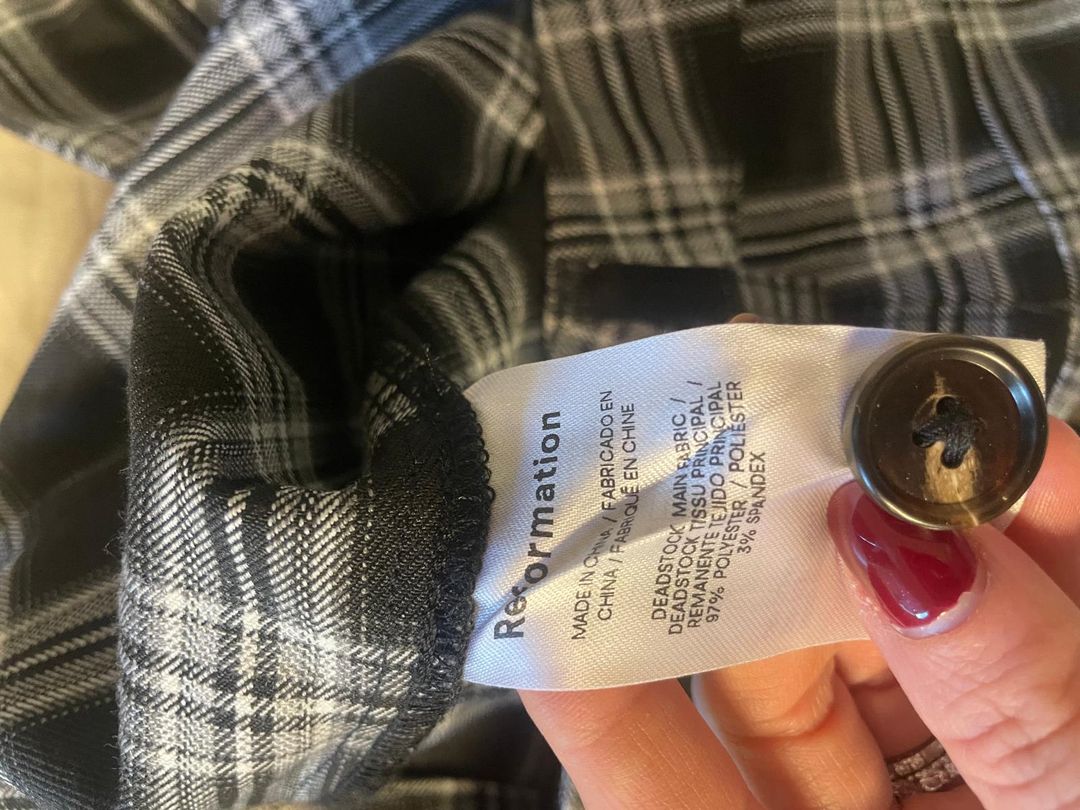 Reformation
MADE IN CHINA / FABRICADO EN
CHINA / FABRIQUÉ EN CHINE
DEADSTOCK MAIN FABRIC /
DEADSTOCK TISSU PRINCIPAL /
REMANENTE TEJIDO PRINCIPAL
97% POLYESTER / POLIÉSTER
3% SPANDEX